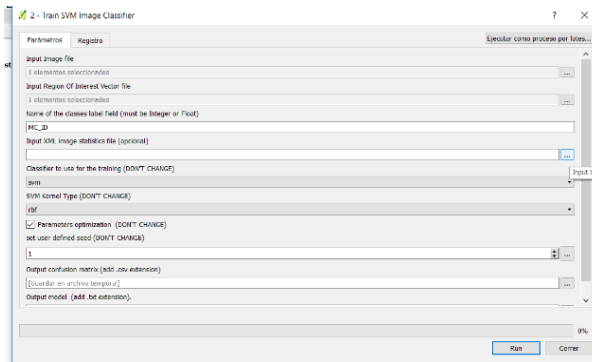 2 - Train SVM Image Classifier
?
Parámetros
Registro
Ejecutar como proceso por lotes...
st
Input Image file
1 elementos seleccionados
...
Input Region Of Interest Vector file
1 elementos seleccionados
...
Name of the classes label field (must be Integer or Float)
MC_ID
Input XML image statistics file [opcional]
...
Classifier to use for the training (DON'T CHANGE)
Input X
svm
SVM Kernel Type (DON'T CHANGE)
rbf
Parameters optimization (DON'T CHANGE)
set user defined seed (DON'T CHANGE)
1
...
Output confusion matrix (add .csv extension)
[Guardar en archivo temporal]
...
Output model (add .txt extension).
0%
Run
Cerrar